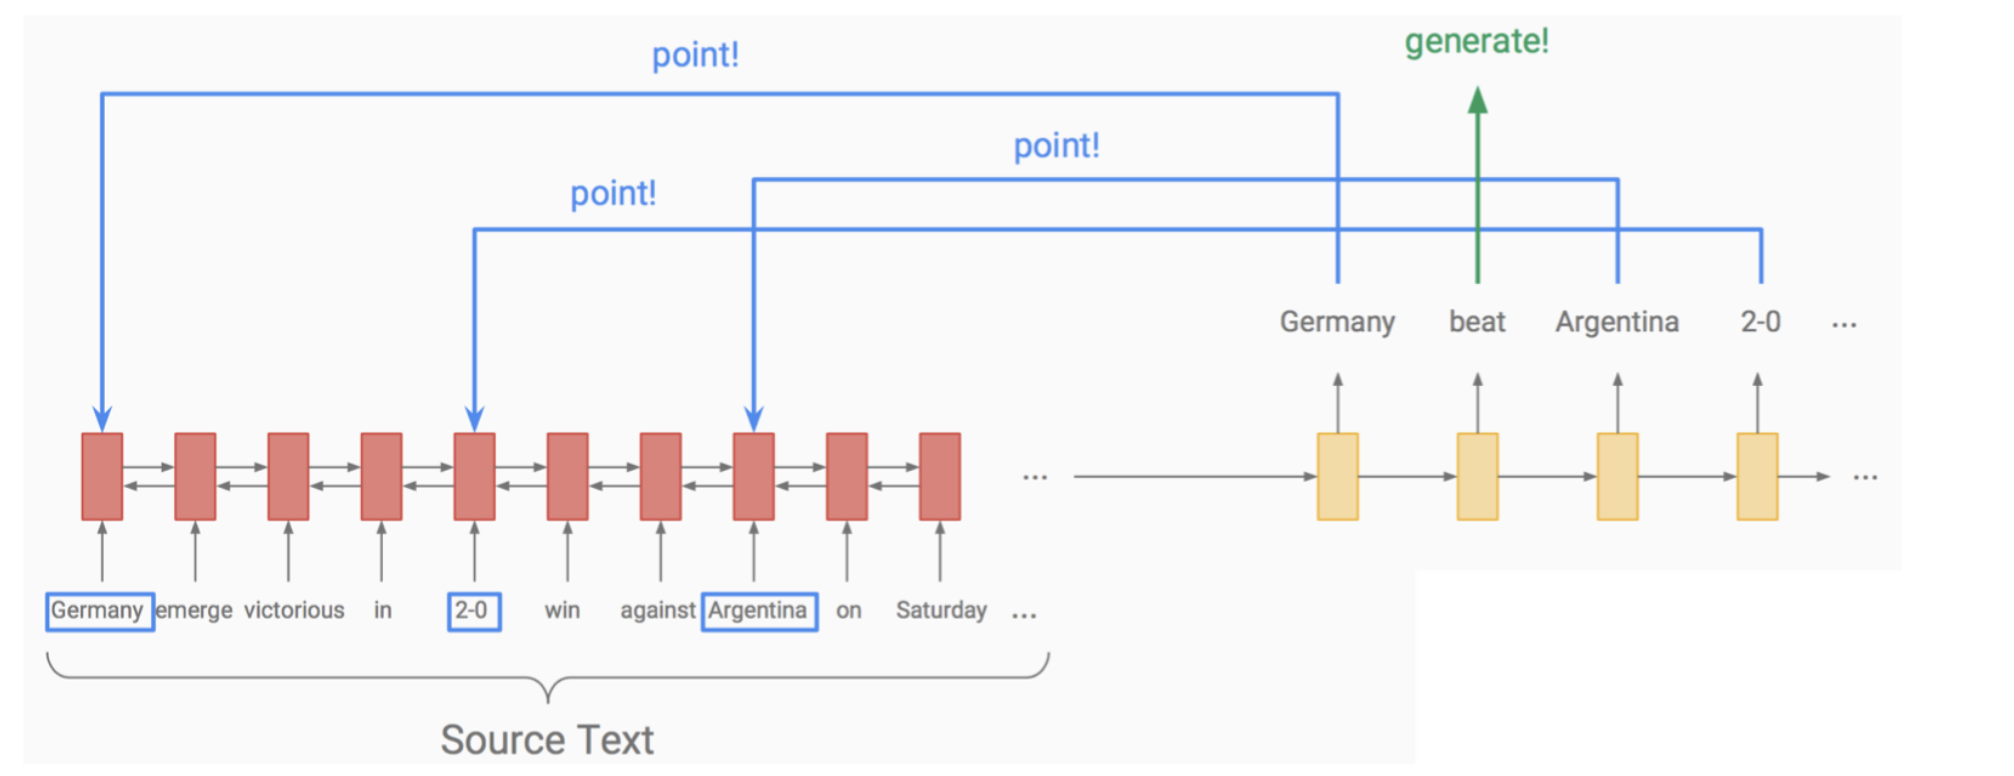 generate!
point!
point!
point!
Germany beat Argentina 2-0 ...
... ...
Germany emerge victorious in 2-0 win against Argentina on Saturday ...
Source Text